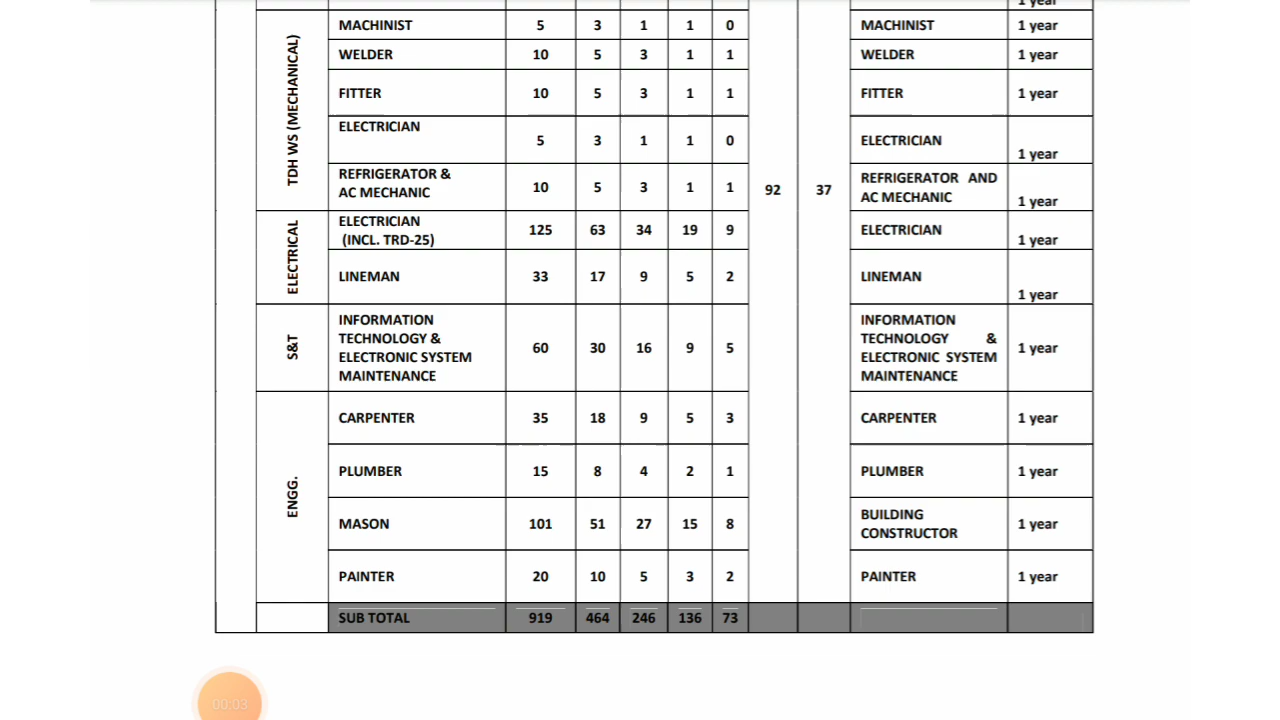 1 year
TDH WS (MECHANICAL)
MACHINIST 5 3 1 1 0 MACHINIST 1 year
WELDER 10 5 3 1 1 WELDER 1 year
FITTER 10 5 3 1 1 FITTER 1 year
ELECTRICIAN 5 3 1 1 0 ELECTRICIAN 1 year
REFRIGERATOR & 10 5 3 1 1 92 37 REFRIGERATOR AND 1 year
AC MECHANIC AC MECHANIC
ELECTRICAL
ELECTRICIAN 125 63 34 19 9 ELECTRICIAN 1 year
(INCL. TRD-25)
LINEMAN 33 17 9 5 2 LINEMAN 1 year
S&T
INFORMATION INFORMATION
TECHNOLOGY & 60 30 16 9 5 TECHNOLOGY & 1 year
ELECTRONIC SYSTEM ELECTRONIC SYSTEM
MAINTENANCE MAINTENANCE
ENGG.
CARPENTER 35 18 9 5 3 CARPENTER 1 year
PLUMBER 15 8 4 2 1 PLUMBER 1 year
MASON 101 51 27 15 8 BUILDING 1 year
CONSTRUCTOR
PAINTER 20 10 5 3 2 PAINTER 1 year
SUB TOTAL 919 464 246 136 73
00:03